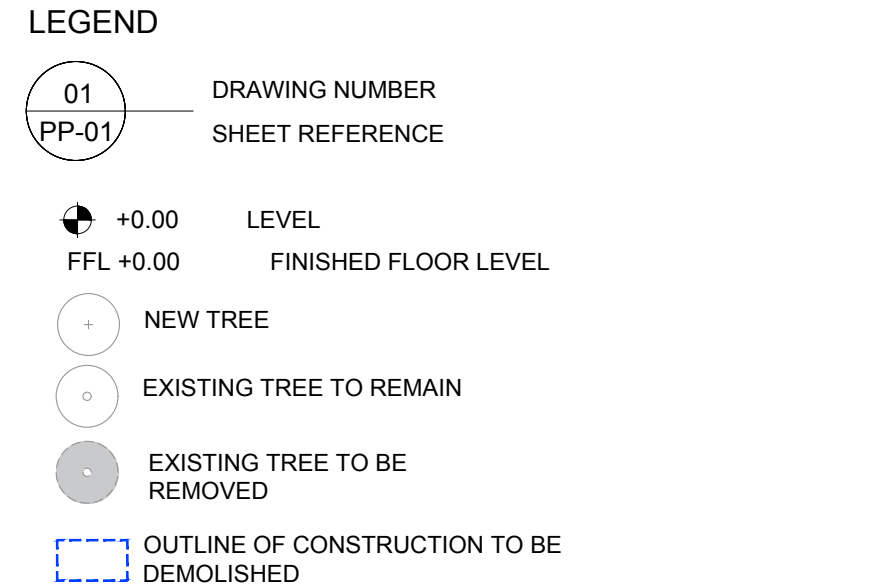 LEGEND
01
DRAWING NUMBER
PP-01
SHEET REFERENCE
+0.00 LEVEL
FFL +0.00 FINISHED FLOOR LEVEL
NEW TREE
EXISTING TREE TO REMAIN
EXISTING TREE TO BE
REMOVED
OUTLINE OF CONSTRUCTION TO BE
DEMOLISHED